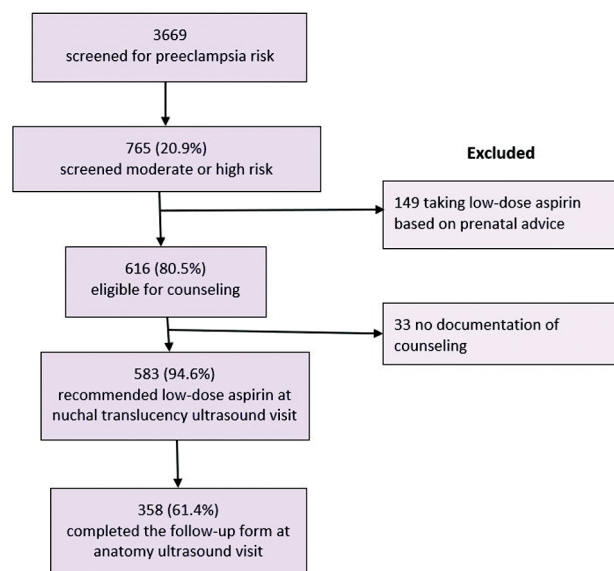 3669
screened for preeclampsia risk
765 (20.9%)
screened moderate or high risk
Excluded
149 taking low-dose aspirin
based on prenatal advice
616 (80.5%)
eligible for counseling
33 no documentation of
counseling
583 (94.6%)
recommended low-dose aspirin at
nuchal translucency ultrasound visit
358 (61.4%)
completed the follow-up form at
anatomy ultrasound visit